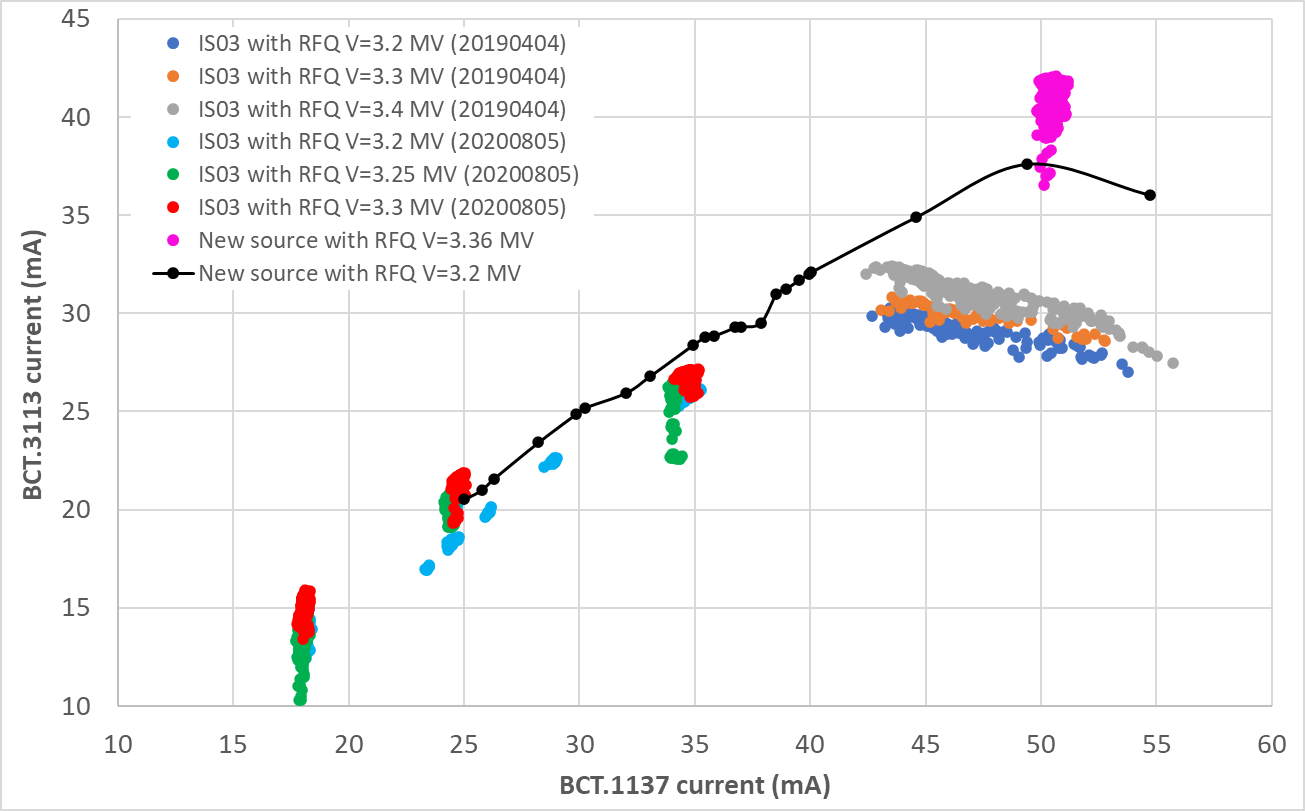 45
40
35
30
25
20
15
10
BCT.3113 current (mA)
IS03 with RFQ V=3.2 MV (20190404)
IS03 with RFQ V=3.3 MV (20190404)
IS03 with RFQ V=3.4 MV (20190404)
IS03 with RFQ V=3.2 MV (20200805)
IS03 with RFQ V=3.25 MV (20200805)
IS03 with RFQ V=3.3 MV (20200805)
New source with RFQ V=3.36 MV
New source with RFQ V=3.2 MV
10 15 20 25 30 35 40 45 50 55 60
BCT.1137 current (mA)